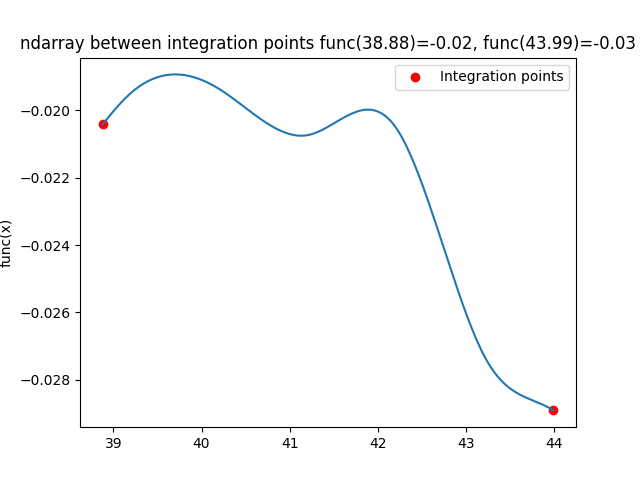 ndarray between integration points func(38.88)=-0.02, func(43.99)=-0.03
Integration points
func(x)
−0.020
−0.022
−0.024
−0.026
−0.028
39 40 41 42 43 44